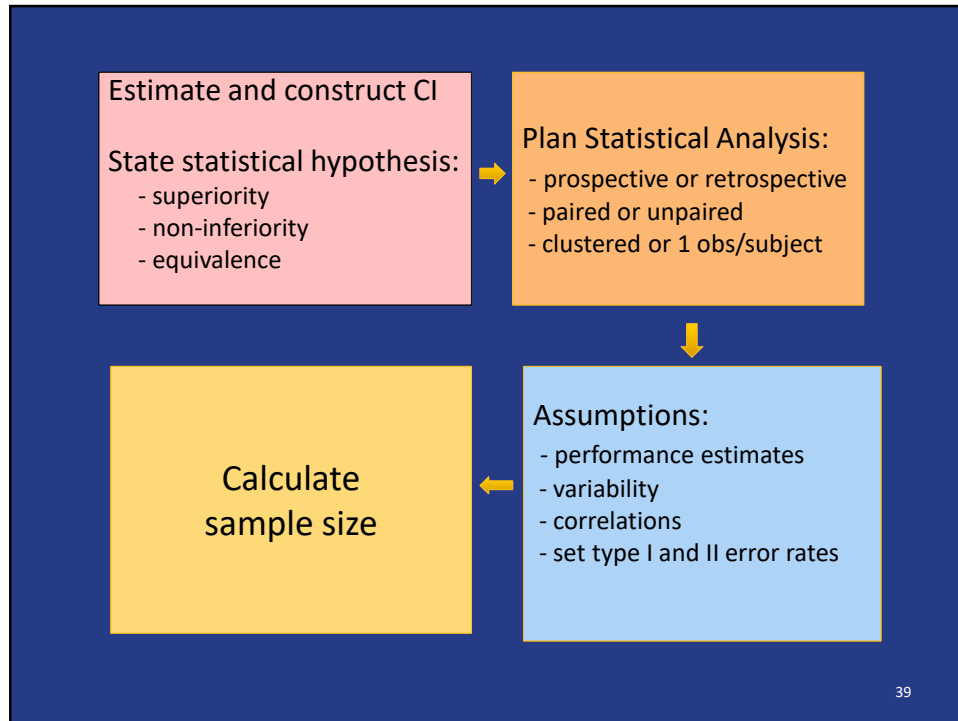 Estimate and construct CI
State statistical hypothesis:
- superiority
- non-inferiority
- equivalence
Plan Statistical Analysis:
- prospective or retrospective
- paired or unpaired
- clustered or 1 obs/subject
Assumptions:
- performance estimates
- variability
- correlations
- set type I and II error rates
Calculate
sample size
39